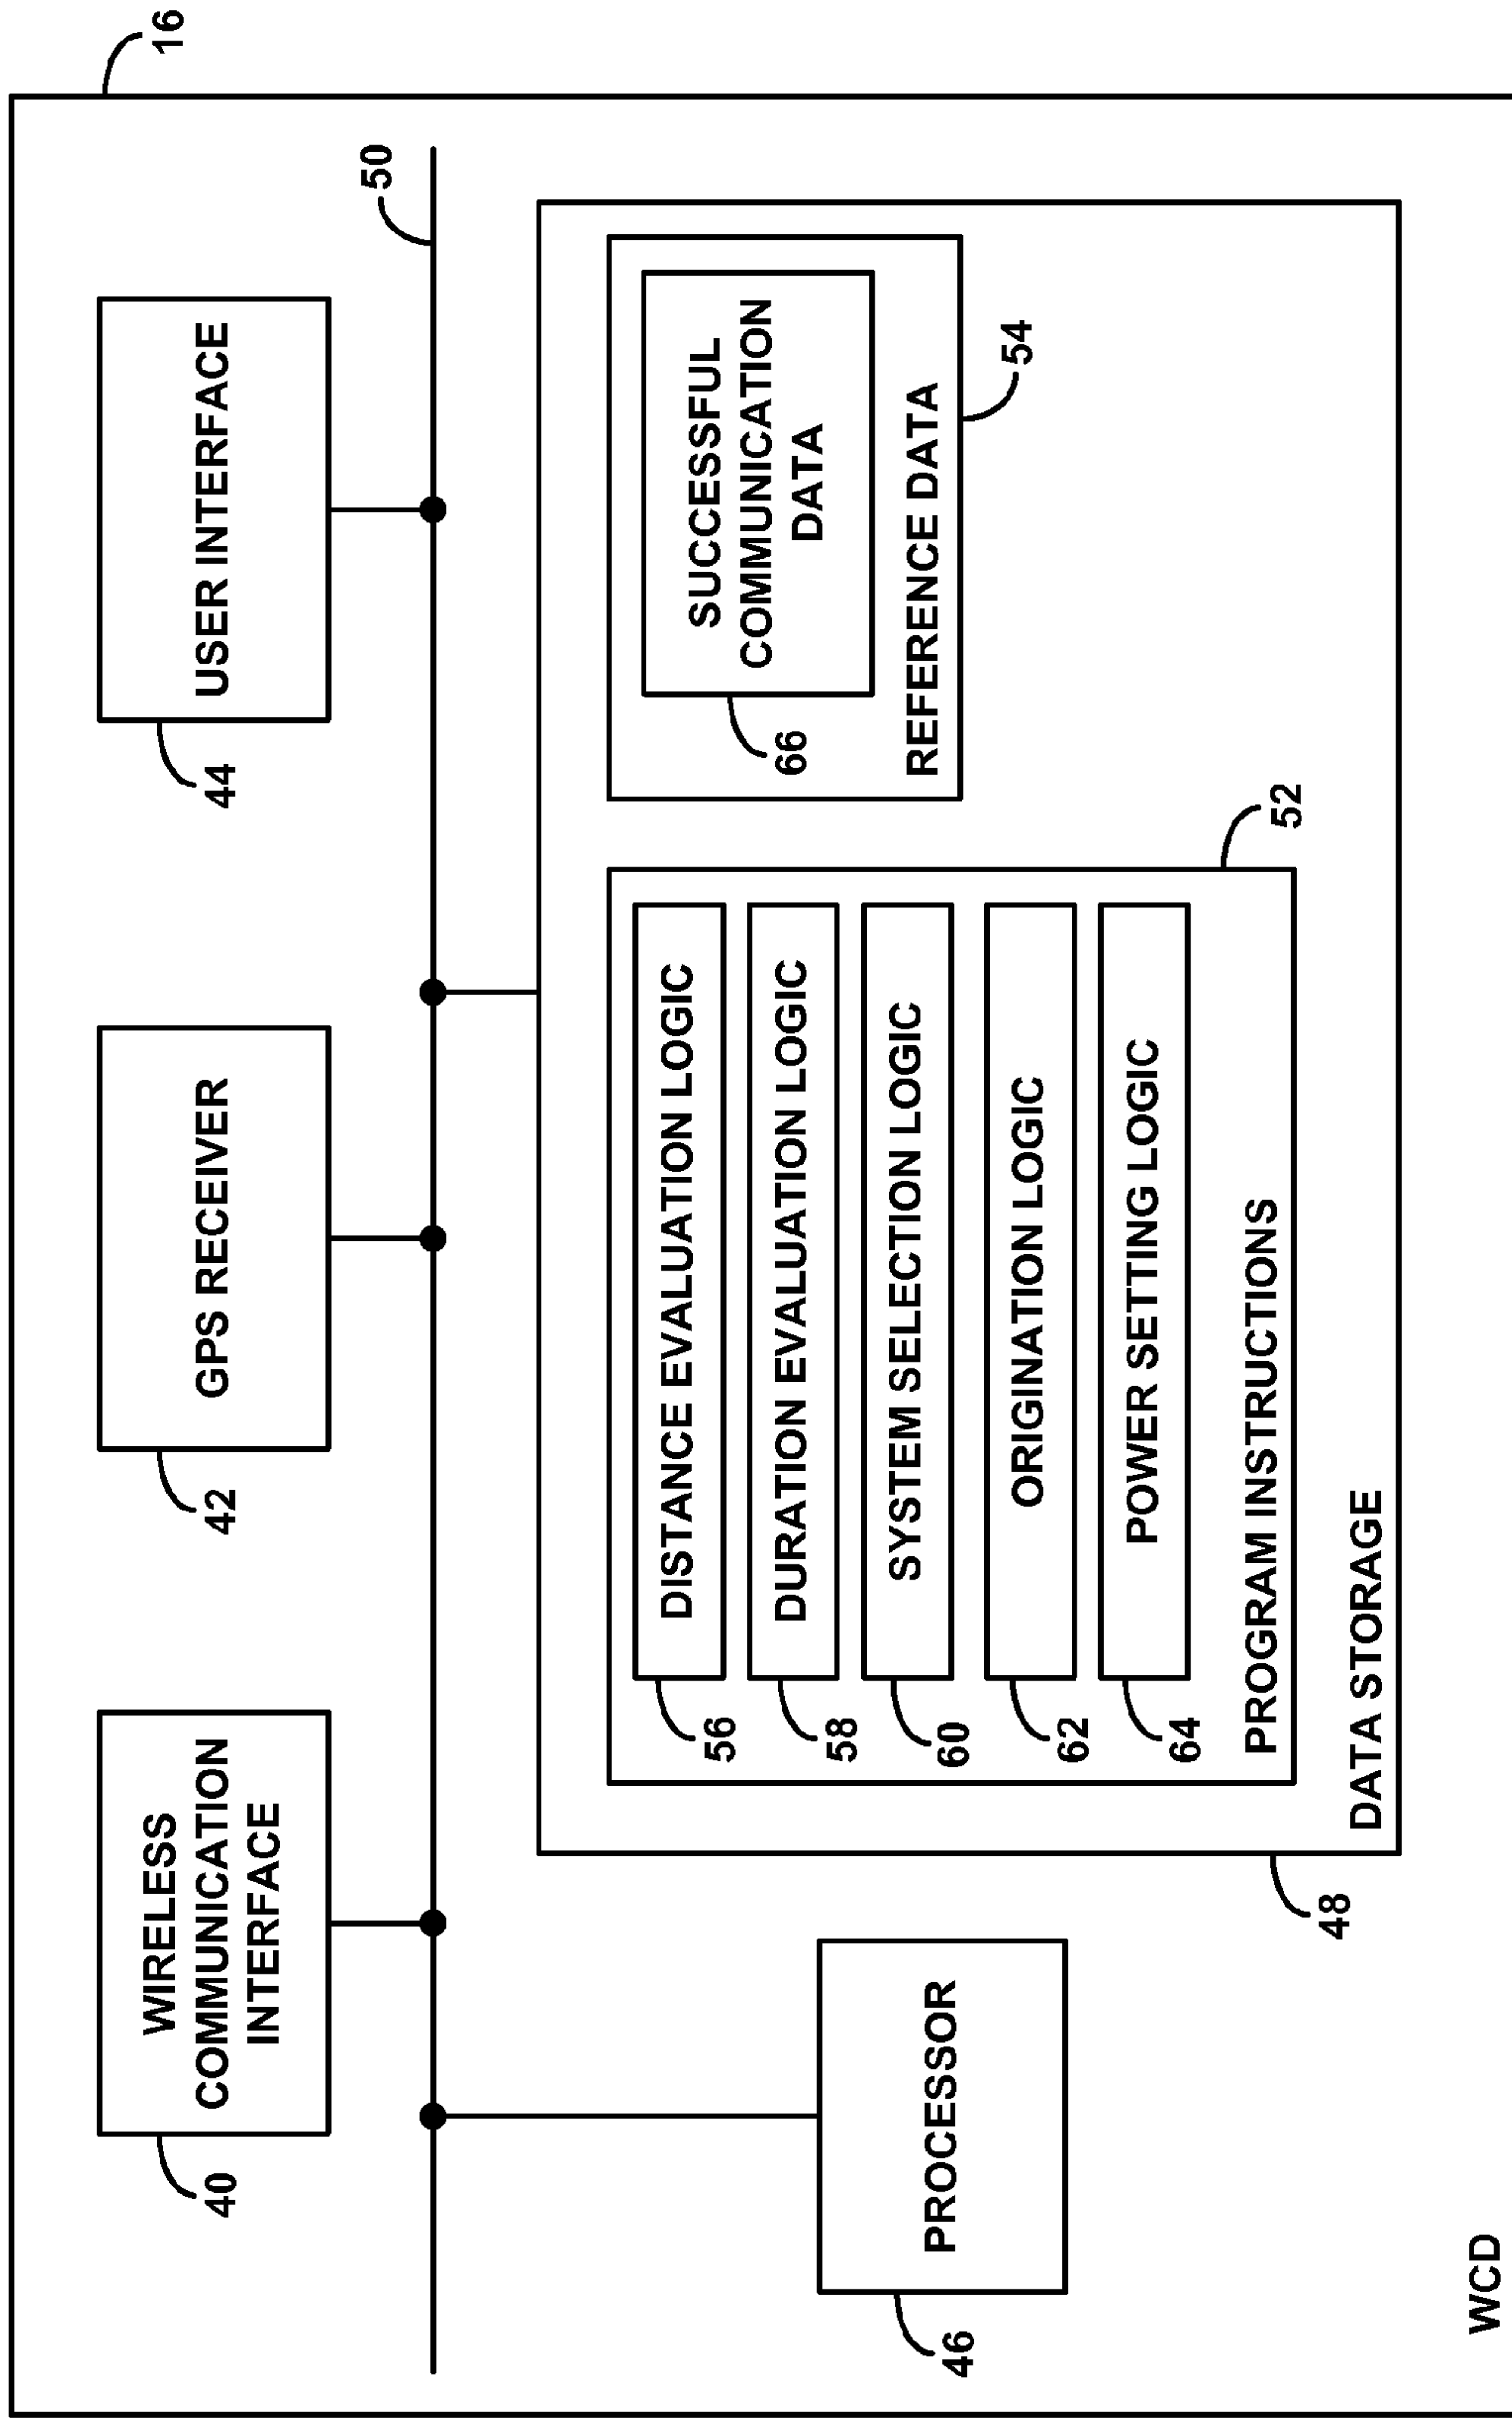 16
WIRELESS
COMMUNICATION
INTERFACE
40
GPS RECEIVER
42
USER INTERFACE
44
50
PROCESSOR
46
DISTANCE EVALUATION LOGIC
56
DURATION EVALUATION LOGIC
58
SYSTEM SELECTION LOGIC
60
ORIGINATION LOGIC
62
POWER SETTING LOGIC
64
PROGRAM INSTRUCTIONS
52
SUCCESSFUL
COMMUNICATION
DATA
66
REFERENCE DATA
54
DATA STORAGE
48
WCD